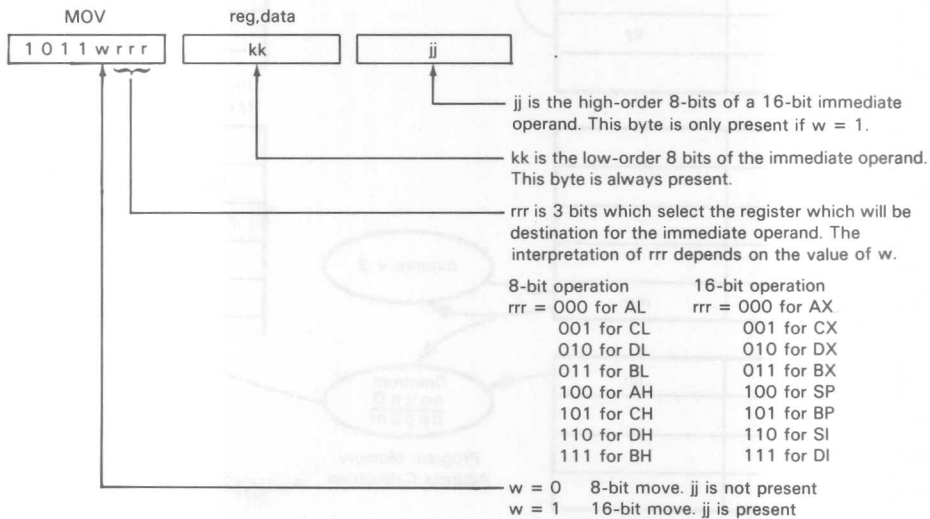 MOV reg,data
1 0 1 1 w r r r kk jj
jj is the high-order 8-bits of a 16-bit immediate
operand. This byte is only present if w = 1.
kk is the low-order 8 bits of the immediate operand.
This byte is always present.
rrr is 3 bits which select the register which will be
destination for the immediate operand. The
interpretation of rrr depends on the value of w.
8-bit operation 16-bit operation
rrr = 000 for AL rrr = 000 for AX
001 for CL 001 for CX
010 for DL 010 for DX
011 for BL 011 for BX
100 for AH 100 for SP
101 for CH 101 for BP
110 for DH 110 for SI
111 for BH 111 for DI
w = 0 8-bit move. jj is not present
w = 1 16-bit move. jj is present